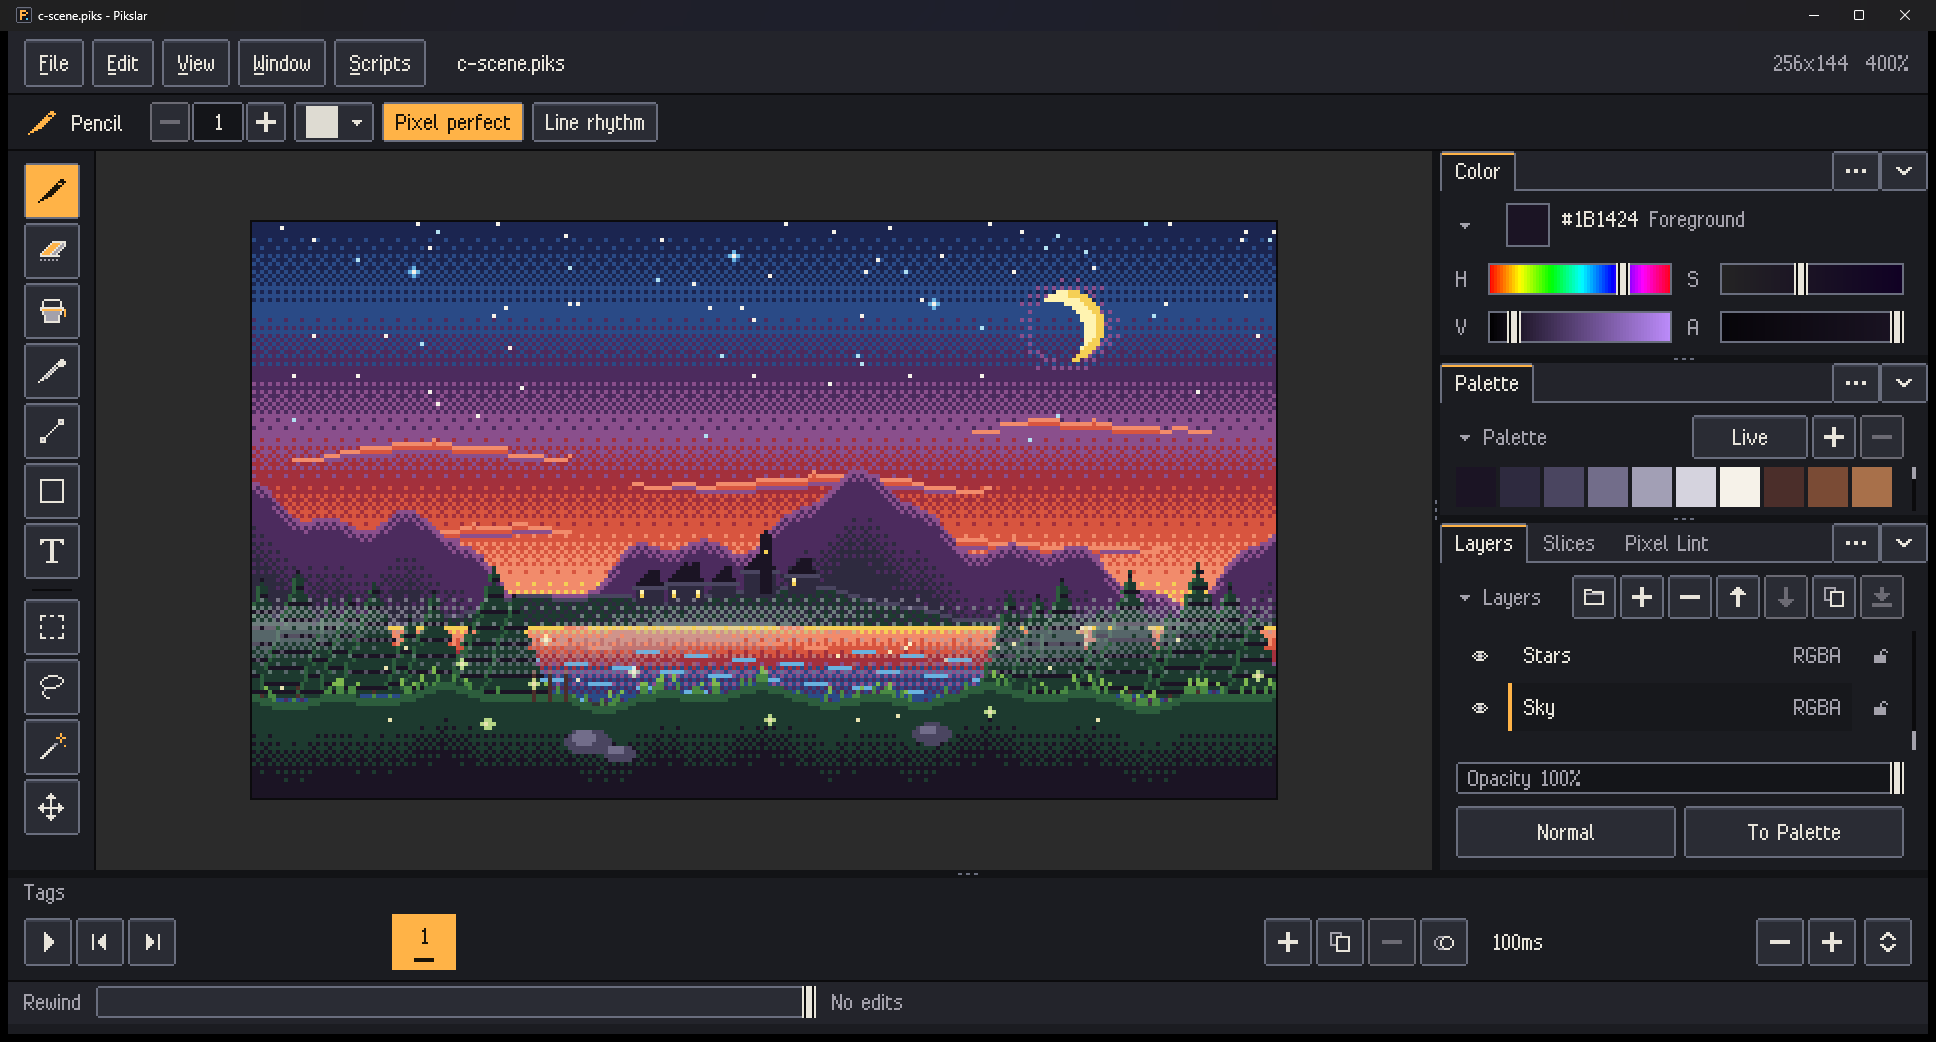 c-scene.piks - Pikslar
File Edit View Window Scripts c-scene.piks 256x144 400%
Pencil 1 Pixel perfect Line rhythm
Color
#1B1424 Foreground
H S
V A
Palette
Palette Live
Layers Slices Pixel Lint
Layers
Stars RGBA
Sky RGBA
Opacity 100%
Normal To Palette
Tags
1 100ms
Rewind No edits